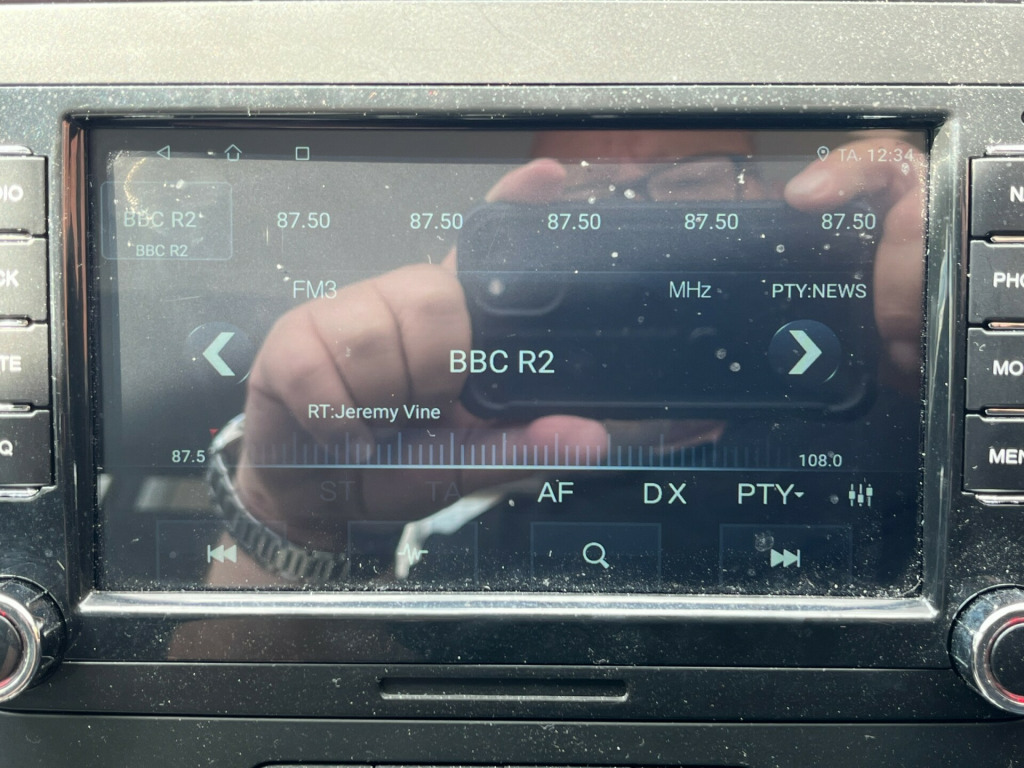 TA 12:34
BBC R2 87.50 87.50 87.50 87.50 87.50
BBC R2
FM3 MHz PTY:NEWS
BBC R2
RT:Jeremy Vine
87.5 108.0
ST TA AF DX PTY